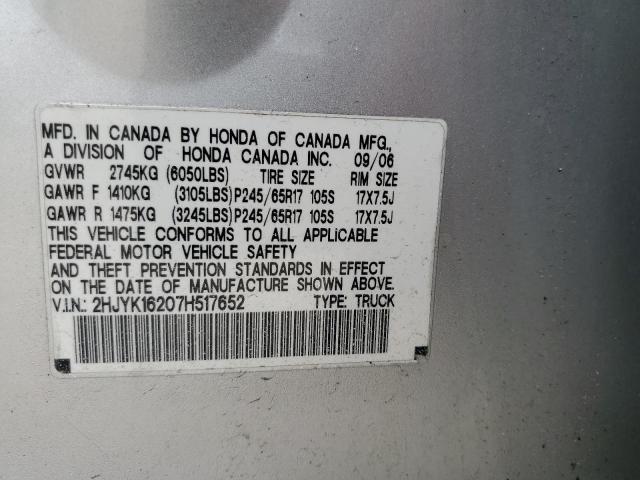 MFD. IN CANADA BY HONDA OF CANADA MFG.,
A DIVISION OF HONDA CANADA INC. 09/06
GVWR 2745KG (6050LBS) TIRE SIZE RIM SIZE
GAWR F 1410KG (3105LBS) P245/65R17 105S 17X7.5J
GAWR R 1475KG (3245LBS) P245/65R17 105S 17X7.5J
THIS VEHICLE CONFORMS TO ALL APPLICABLE
FEDERAL MOTOR VEHICLE SAFETY
AND THEFT PREVENTION STANDARDS IN EFFECT
ON THE DATE OF MANUFACTURE SHOWN ABOVE.
V.I.N.: 2HJYK16207H517652 TYPE: TRUCK